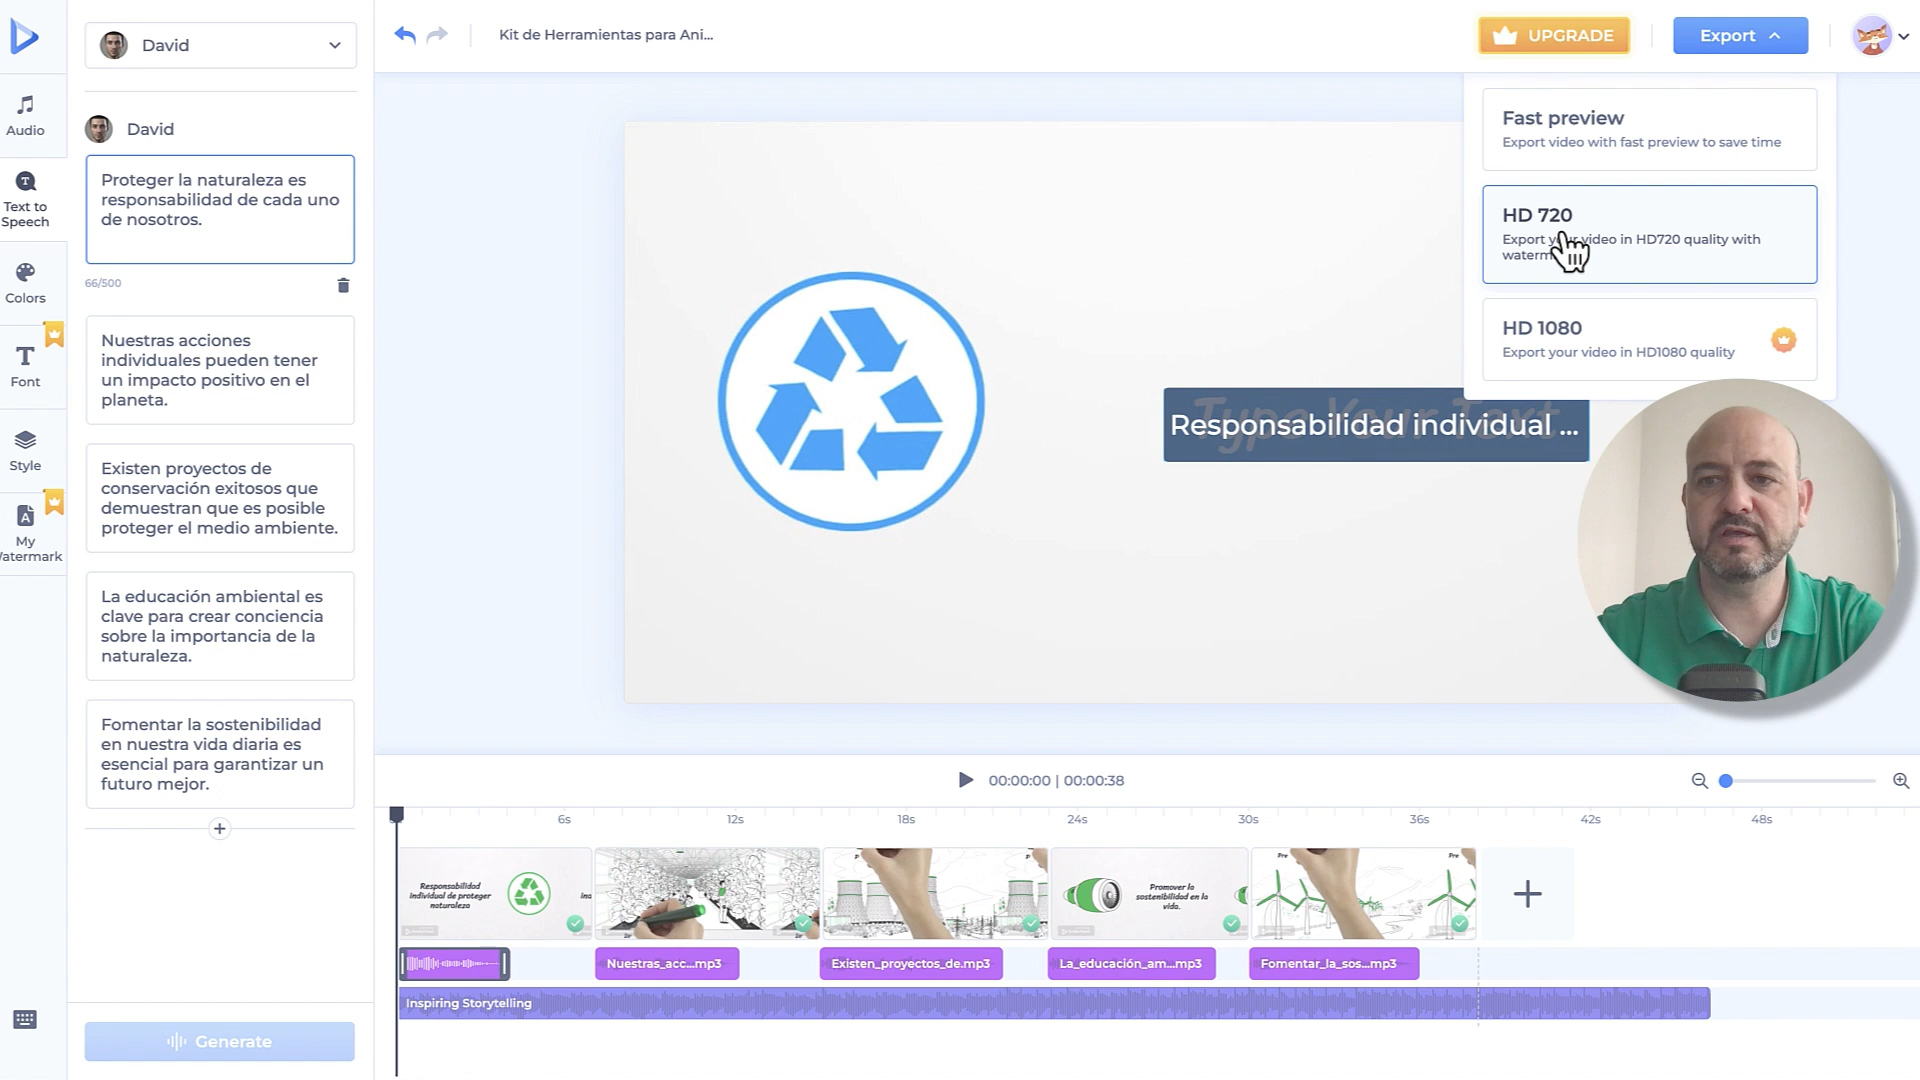 David
Kit de Herramientas para Ani...
UPGRADE
Export
Audio
Text to
Speech
Colors
Font
Style
My
Watermark
David
Proteger la naturaleza es
responsabilidad de cada uno
de nosotros.
66/500
Nuestras acciones
individuales pueden tener
un impacto positivo en el
planeta.
Existen proyectos de
conservación exitosos que
demuestran que es posible
proteger el medio ambiente.
La educación ambiental es
clave para crear conciencia
sobre la importancia de la
naturaleza.
Fomentar la sostenibilidad
en nuestra vida diaria es
esencial para garantizar un
futuro mejor.
Generate
Fast preview
Export video with fast preview to save time
HD 720
Export your video in HD720 quality with
waterm
HD 1080
Export your video in HD1080 quality
Type Your Text
Responsabilidad individual ...
00:00:00 | 00:00:38
6s 12s 18s 24s 30s 36s 42s 48s
Responsabilidad
individual de proteger
naturaleza
Promover la
sostenibilidad en la
vida.
Pre
Pre
Nuestras_acc...mp3
Existen_proyectos_de.mp3
La_educación_am...mp3
Fomentar_la_sos...mp3
Inspiring Storytelling